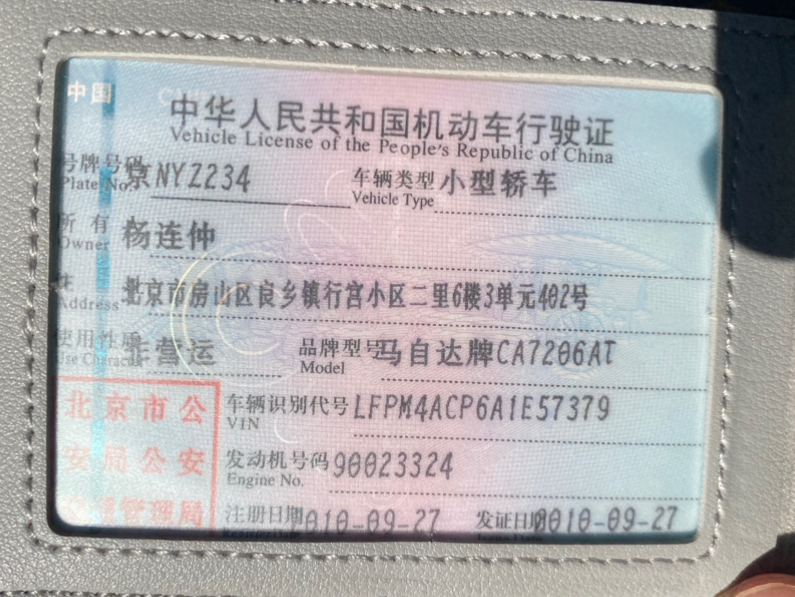 中国
中华人民共和国机动车行驶证
Vehicle License of the People's Republic of China
号牌号码 京NYZ234 车辆类型 小型轿车
Plate No. Vehicle Type
所有 杨连仲
Owner
住址 北京市房山区良乡镇行宫小区二里6楼3单元402号
Address
使用性质 非营运 品牌型号 马自达牌CA7206AT
Use Character Model
北京市公 车辆识别代号 LFPM4ACP6A1E57379
VIN
安局公安 发动机号码 90023324
Engine No.
管理局 注册日期 2010-09-27 发证日期 2010-09-27